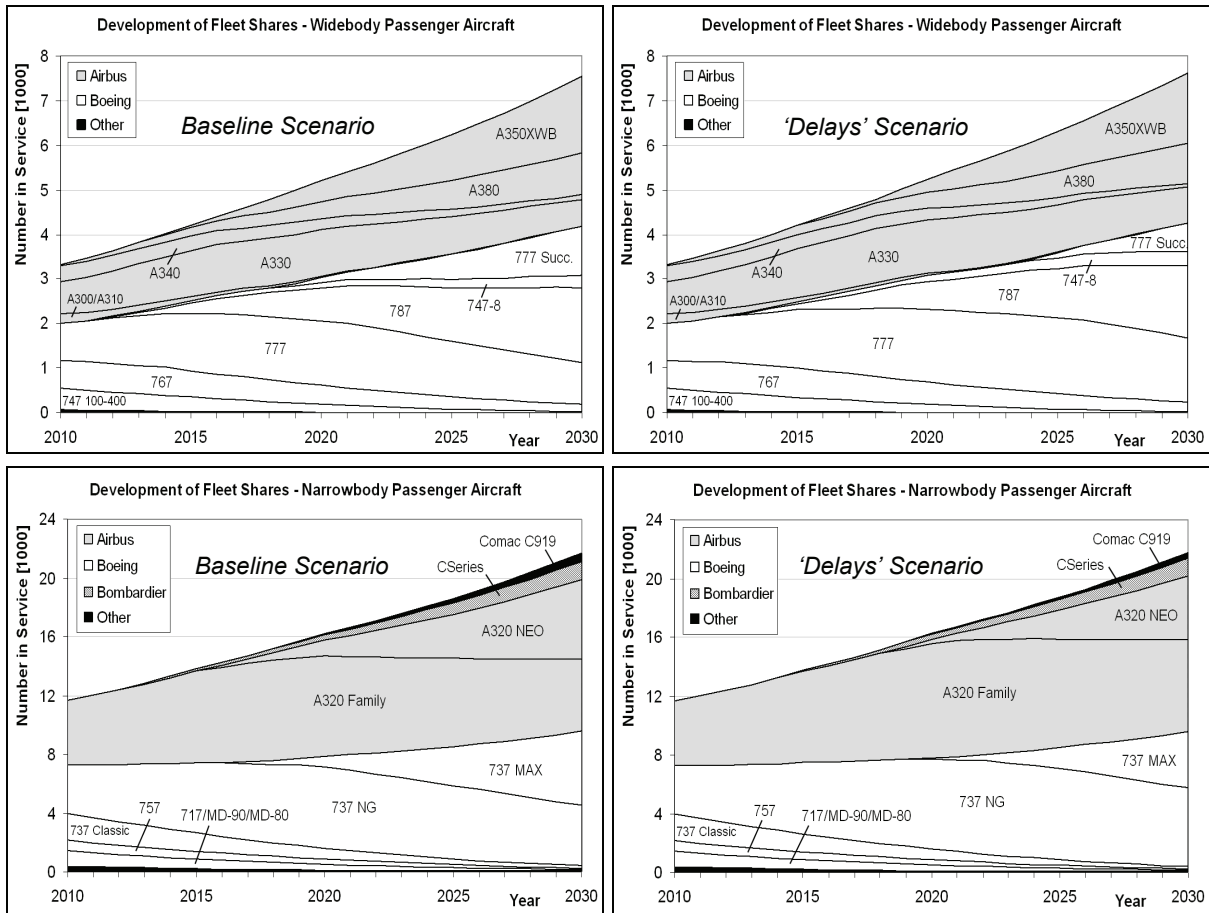 Development of Fleet Shares - Widebody Passenger Aircraft
Number in Service [1000]
8
7
6
5
4
3
2
1
0
Airbus
Boeing
Other
Baseline Scenario
A350XWB
A380
A340
A330
A300/A310
777 Succ.
747-8
787
777
767
747 100-400
2010
2015
2020
2025
Year
2030
Development of Fleet Shares - Widebody Passenger Aircraft
Number in Service [1000]
8
7
6
5
4
3
2
1
0
Airbus
Boeing
Other
'Delays' Scenario
A350XWB
A380
A340
A330
A300/A310
777 Succ.
747-8
787
777
767
747 100-400
2010
2015
2020
2025
Year
2030
Development of Fleet Shares - Narrowbody Passenger Aircraft
Number in Service [1000]
24
20
16
12
8
4
0
Airbus
Boeing
Bombardier
Other
Baseline Scenario
Comac C919
CSeries
A320 NEO
A320 Family
737 MAX
737 NG
757
717/MD-90/MD-80
737 Classic
2010
2015
2020
2025
Year
2030
Development of Fleet Shares - Narrowbody Passenger Aircraft
Number in Service [1000]
24
20
16
12
8
4
0
Airbus
Boeing
Bombardier
Other
'Delays' Scenario
Comac C919
CSeries
A320 NEO
A320 Family
737 MAX
737 NG
757
717/MD-90/MD-80
737 Classic
2010
2015
2020
2025
Year
2030